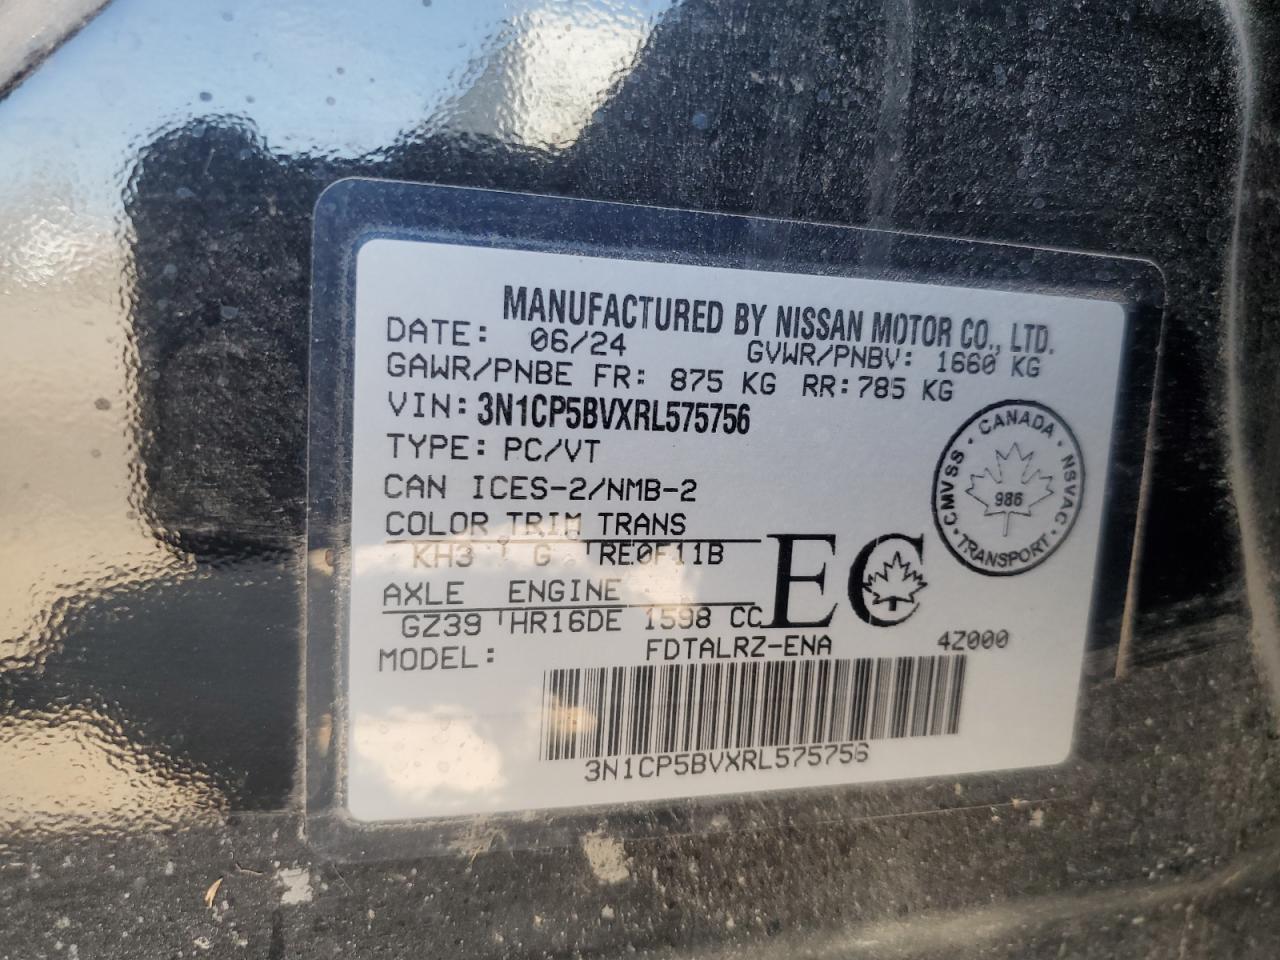 MANUFACTURED BY NISSAN MOTOR CO., LTD.
DATE: 06/24 GVWR/PNBV: 1660 KG
GAWR/PNBE FR: 875 KG RR: 785 KG
VIN: 3N1CP5BVXRL575756
TYPE: PC/VT
CAN ICES-2/NMB-2
COLOR TRIM TRANS
KH3 G RE0F11B
AXLE ENGINE
GZ39 HR16DE 1598 CC
MODEL: FDTALRZ-ENA 4Z000
3N1CP5BVXRL575756
EC
CMVSS · CANADA · NSVAC · TRANSPORT ·
986